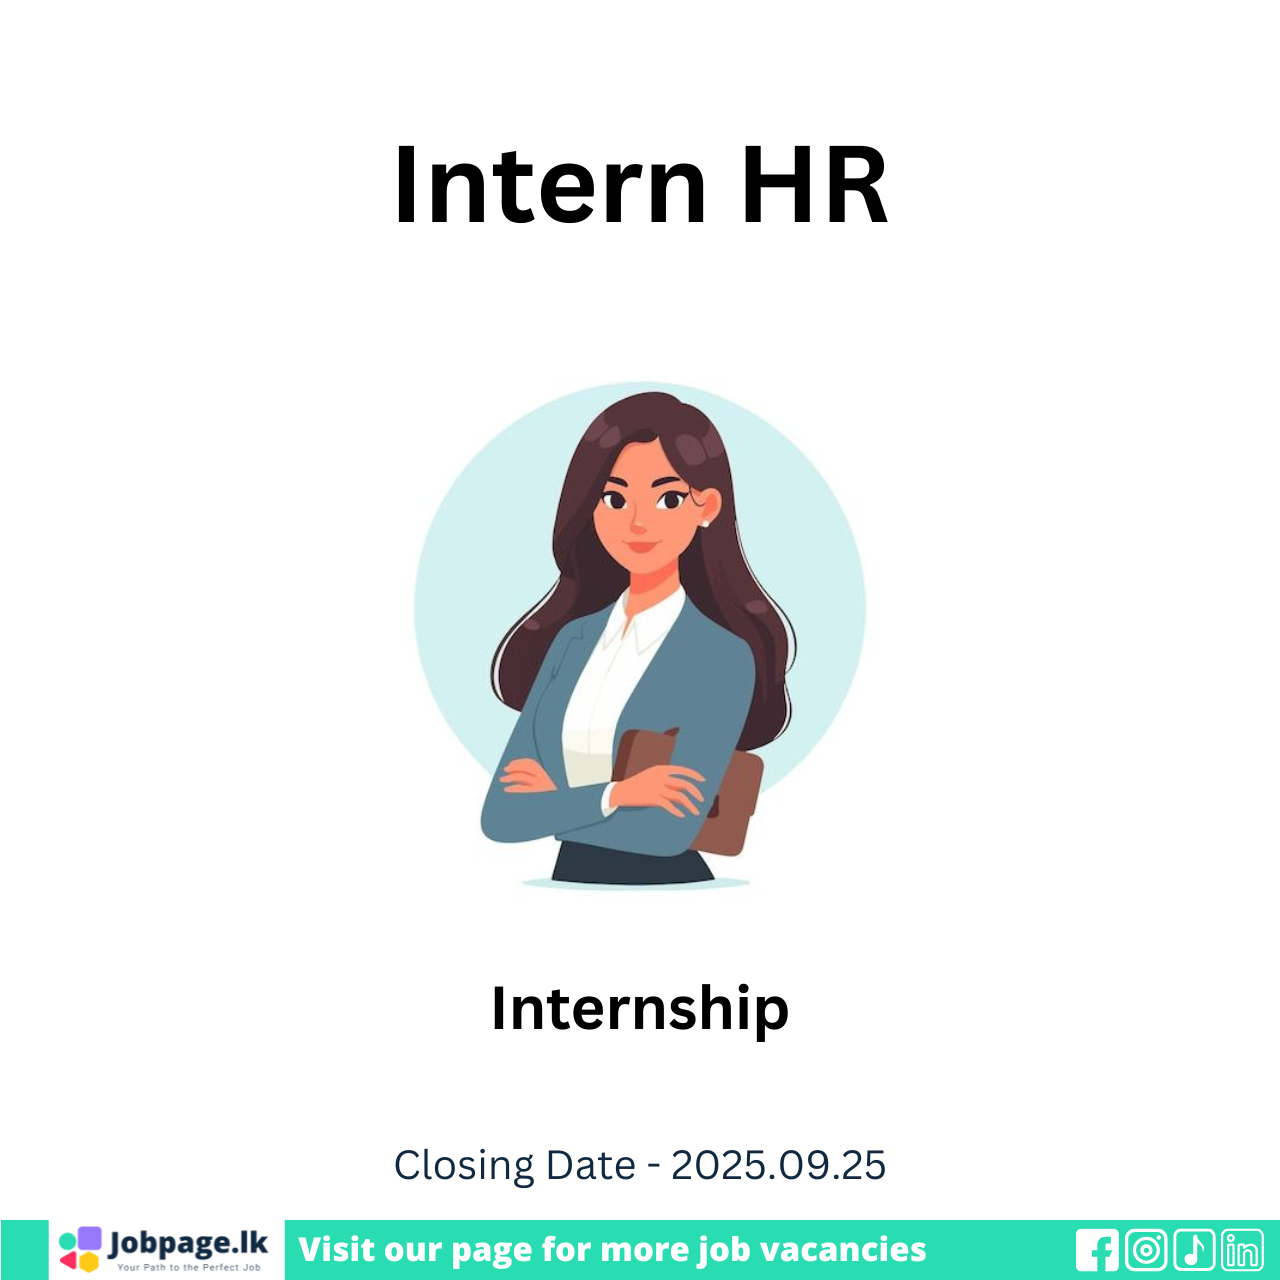 Intern HR
Internship
Closing Date - 2025.09.25
Jobpage.lk
Your Path to the Perfect Job
Visit our page for more job vacancies